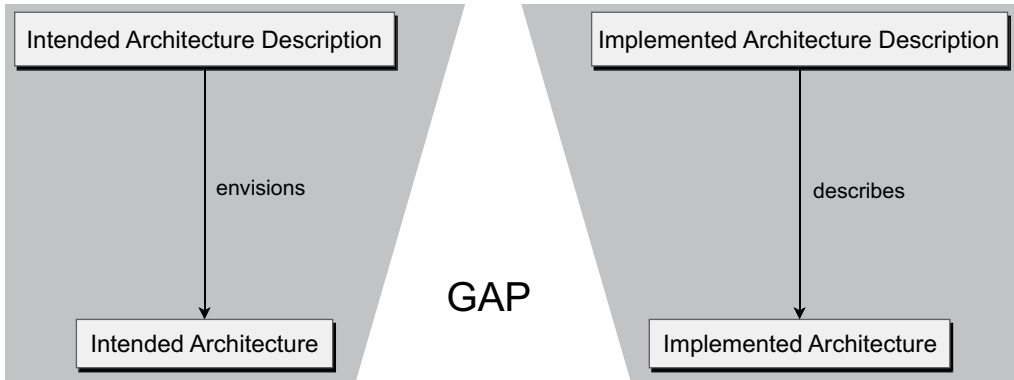 Intended Architecture Description
Implemented Architecture Description
envisions
describes
GAP
Intended Architecture
Implemented Architecture